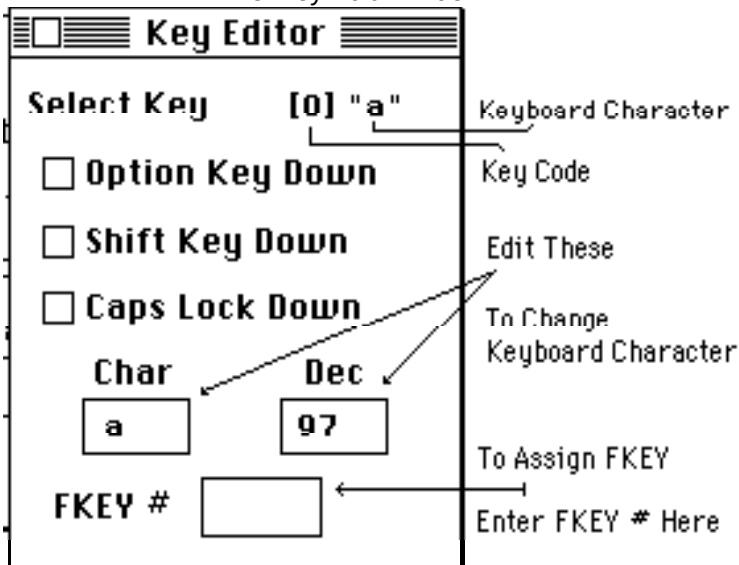 Key Editor
Select Key [0] "a"
Keyboard Character
Key Code
Option Key Down
Shift Key Down
Edit These
Caps Lock Down
To Change
Keyboard Character
Char Dec
a 97
To Assign FKEY
FKEY #
Enter FKEY # Here